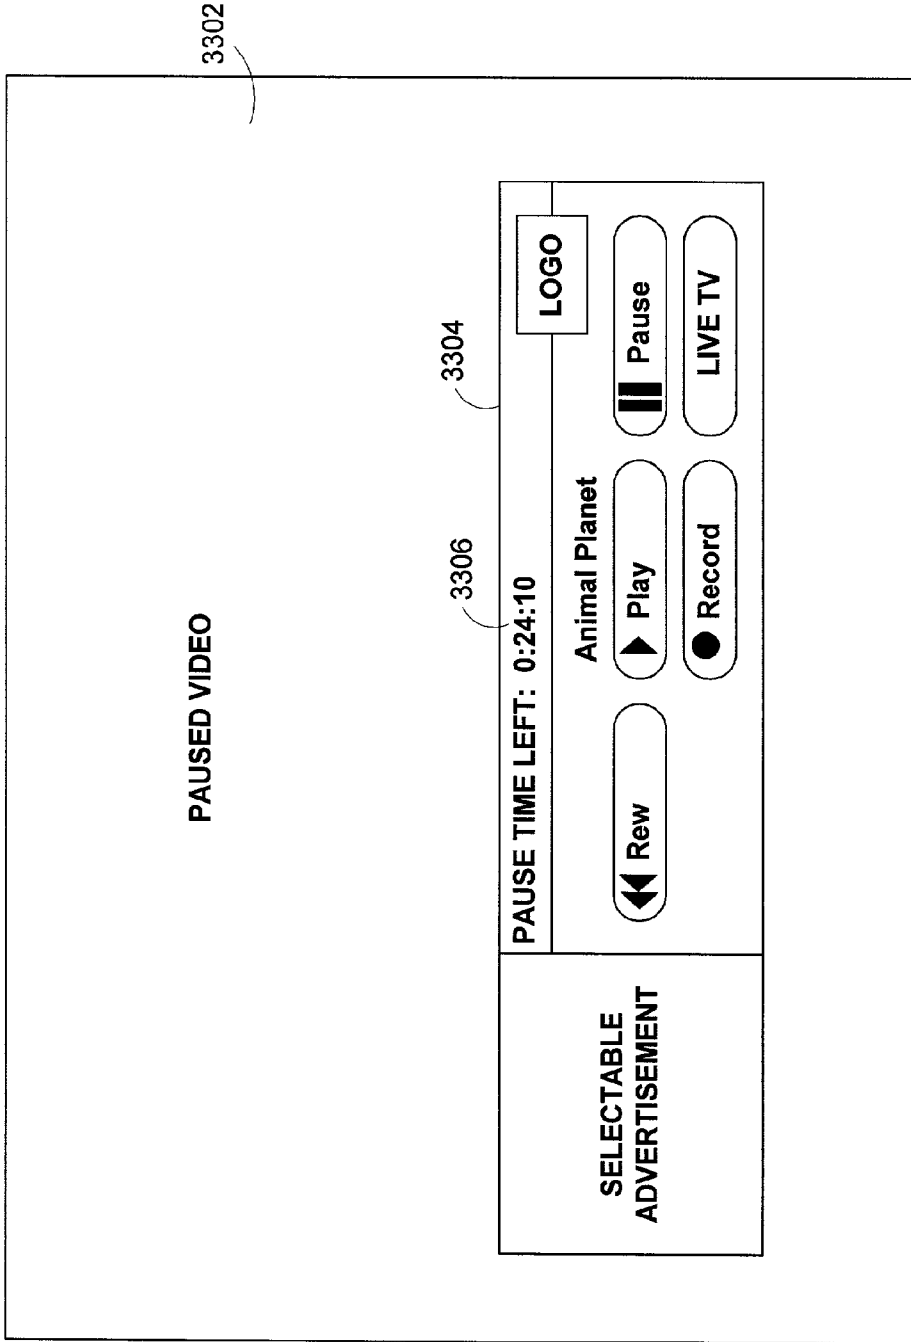 3302
PAUSED VIDEO
3304
3306
PAUSE TIME LEFT: 0:24:10
LOGO
SELECTABLE
ADVERTISEMENT
Animal Planet
Rew
Play
Pause
Record
LIVE TV